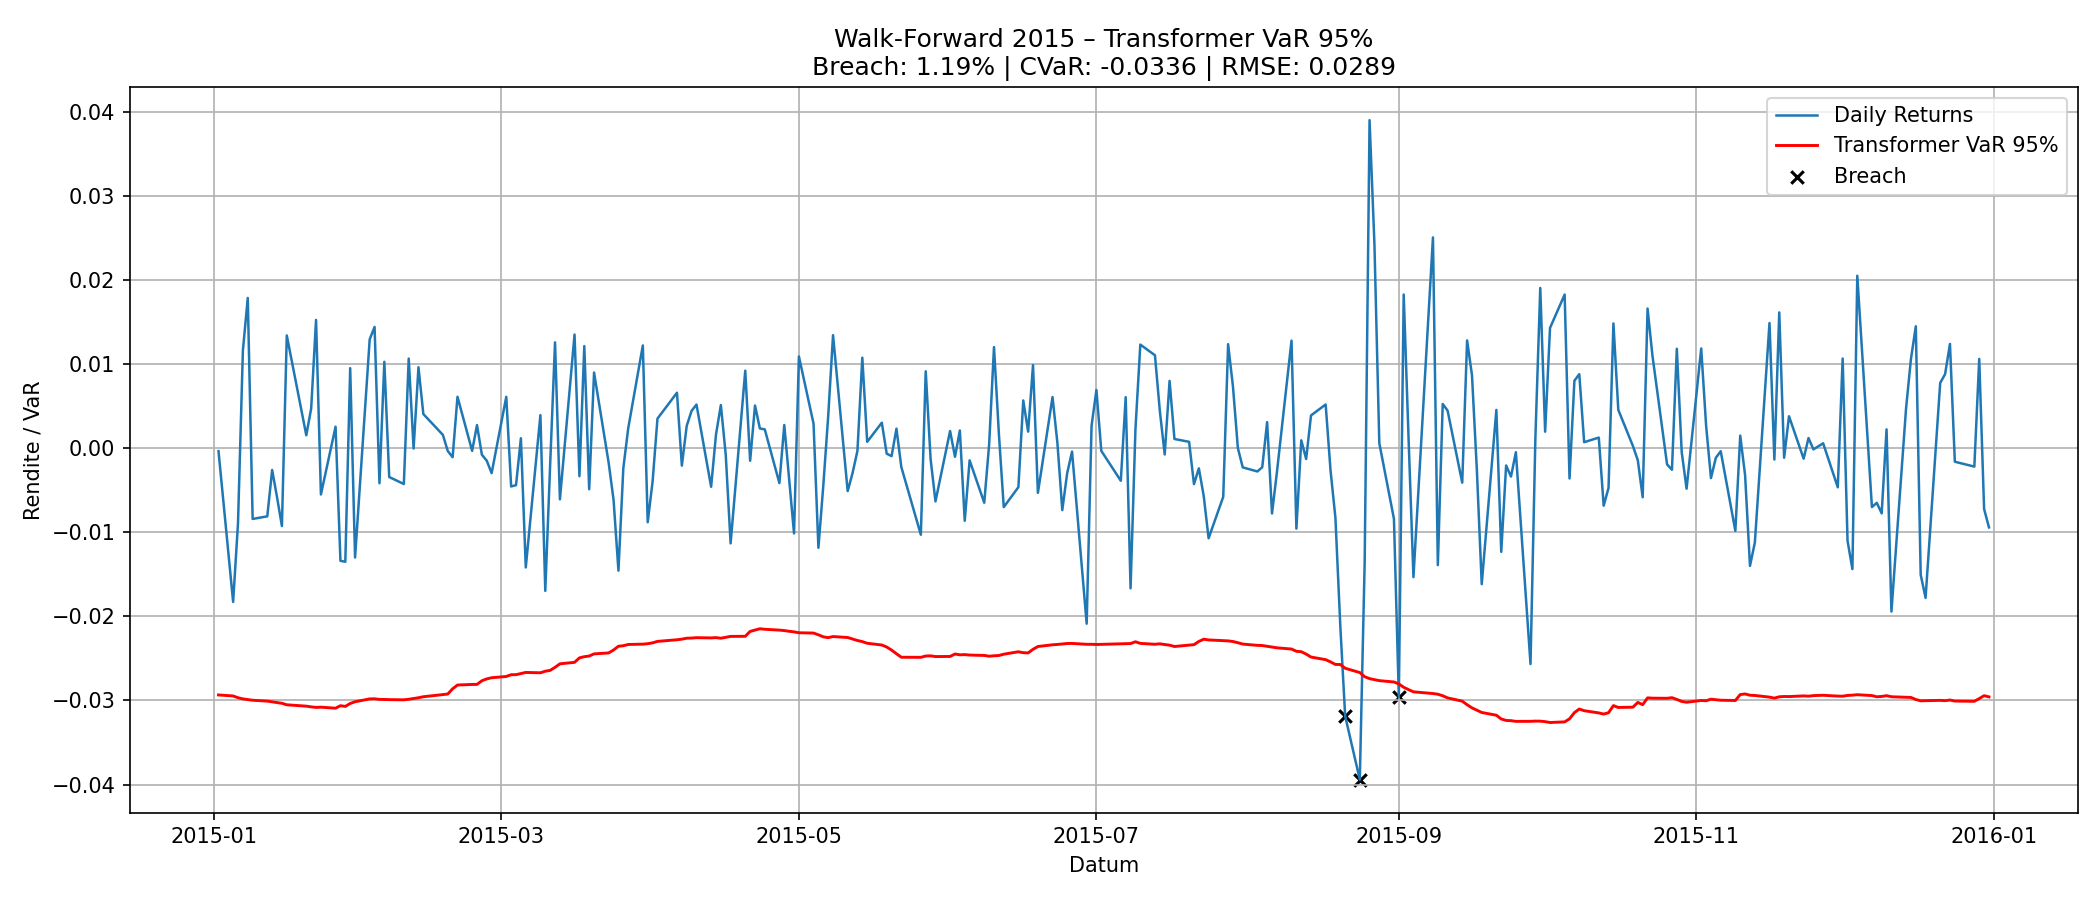 Walk-Forward 2015 – Transformer VaR 95%
Breach: 1.19% | CVaR: -0.0336 | RMSE: 0.0289
Daily Returns
Transformer VaR 95%
Breach
Rendite / VaR
0.04
0.03
0.02
0.01
0.00
−0.01
−0.02
−0.03
−0.04
2015-01
2015-03
2015-05
2015-07
2015-09
2015-11
2016-01
Datum